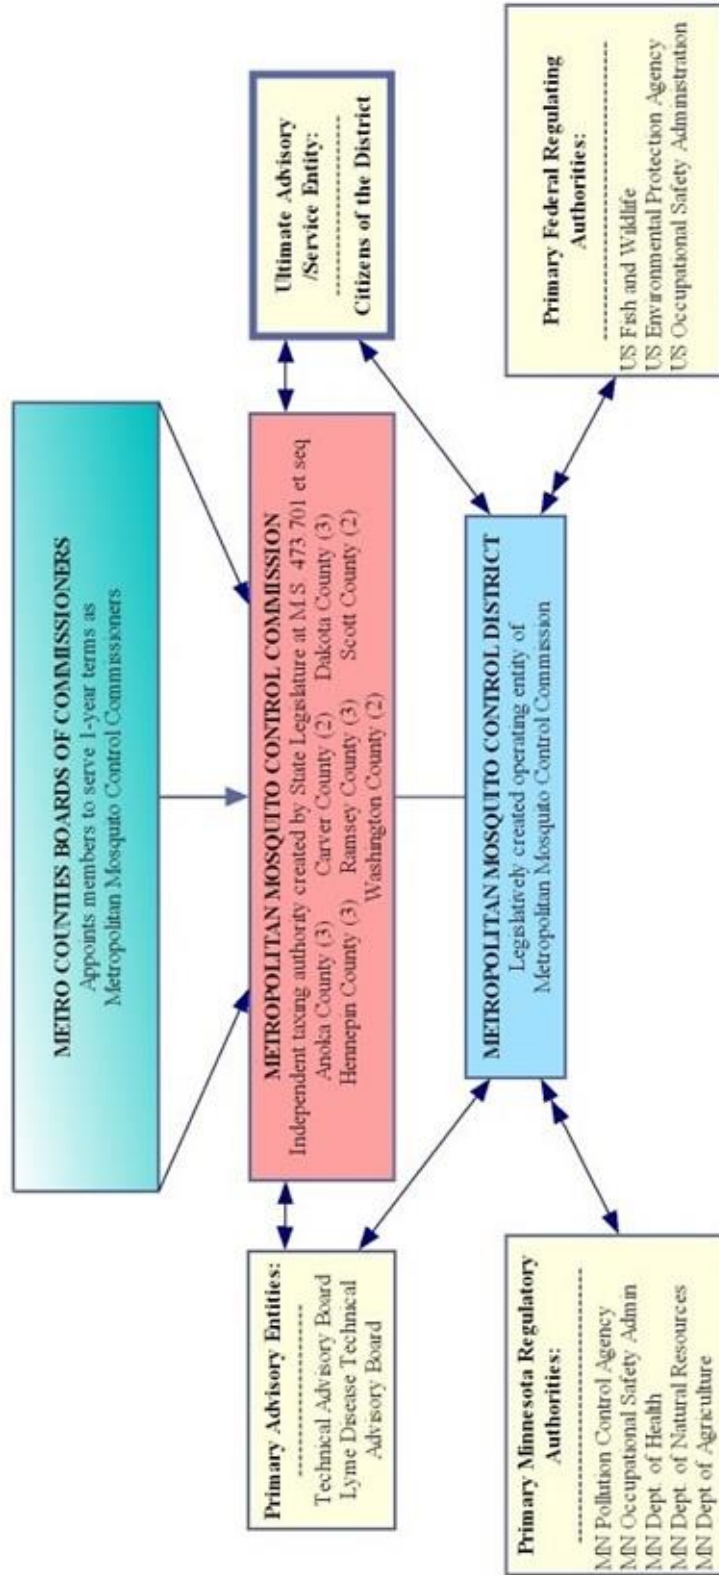 METRO COUNTIES BOARDS OF COMMISSIONERS
Appoints members to serve 1-year terms as
Metropolitan Mosquito Control Commissioners
Primary Advisory Entities:
--------------------
Technical Advisory Board
Lyme Disease Technical
Advisory Board
METROPOLITAN MOSQUITO CONTROL COMMISSION
Independent taxing authority created by State Legislature at M.S. 473 701 et seq
Anoka County (3) Carver County (2) Dakota County (3)
Hennepin County (3) Ramsey County (3) Scott County (2)
Washington County (2)
Ultimate Advisory
/Service Entity:
--------------------
Citizens of the District
METROPOLITAN MOSQUITO CONTROL DISTRICT
Legislatively created operating entity of
Metropolitan Mosquito Control Commission
Primary Minnesota Regulatory
Authorities:
--------------------
MN Pollution Control Agency
MN Occupational Safety Admin
MN Dept. of Health
MN Dept. of Natural Resources
MN Dept of Agriculture
Primary Federal Regulating
Authorities:
--------------------
US Fish and Wildlife
US Environmental Protection Agency
US Occupational Safety Administration